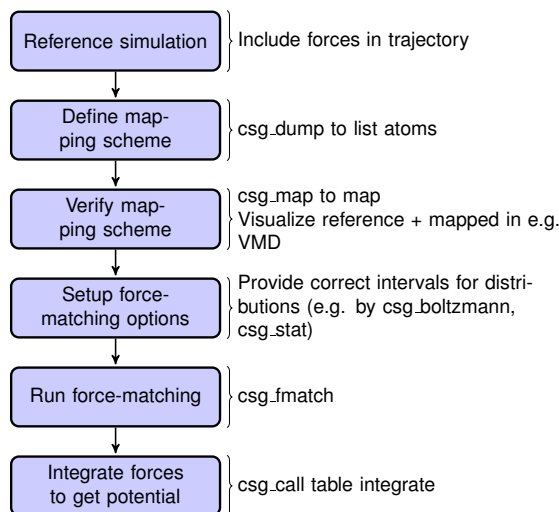 Reference simulation
Include forces in trajectory
Define map-
ping scheme
csg_dump to list atoms
Verify map-
ping scheme
csg_map to map
Visualize reference + mapped in e.g.
VMD
Setup force-
matching options
Provide correct intervals for distri-
butions (e.g. by csg_boltzmann,
csg_stat)
Run force-matching
csg_fmatch
Integrate forces
to get potential
csg_call table integrate